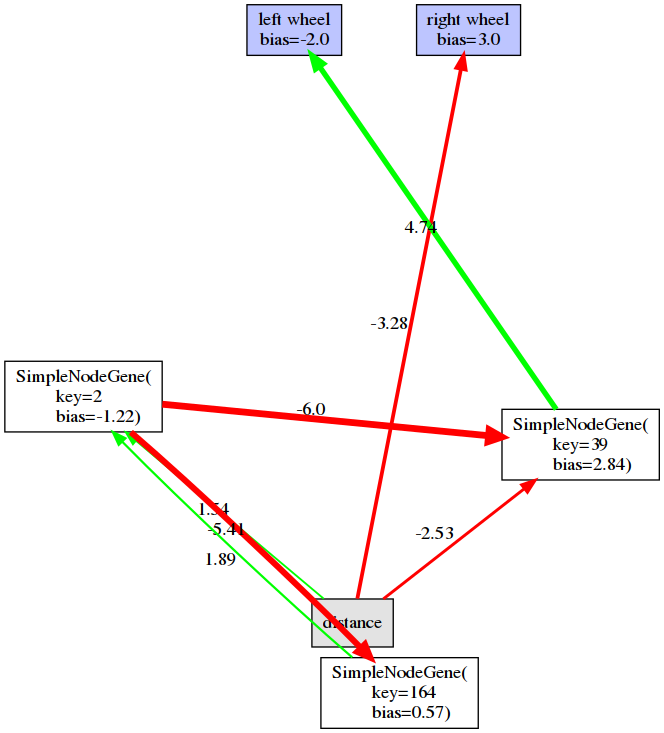 left wheel
bias=-2.0
right wheel
bias=3.0
4.74
-3.28
SimpleNodeGene(
key=2
bias=-1.22)
-6.0
SimpleNodeGene(
key=39
bias=2.84)
1.54
-5.41
-2.53
1.89
distance
SimpleNodeGene(
key=164
bias=0.57)